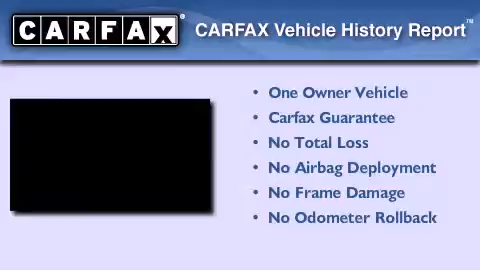 CARFAX® CARFAX Vehicle History Report™
• One Owner Vehicle
• Carfax Guarantee
• No Total Loss
• No Airbag Deployment
• No Frame Damage
• No Odometer Rollback